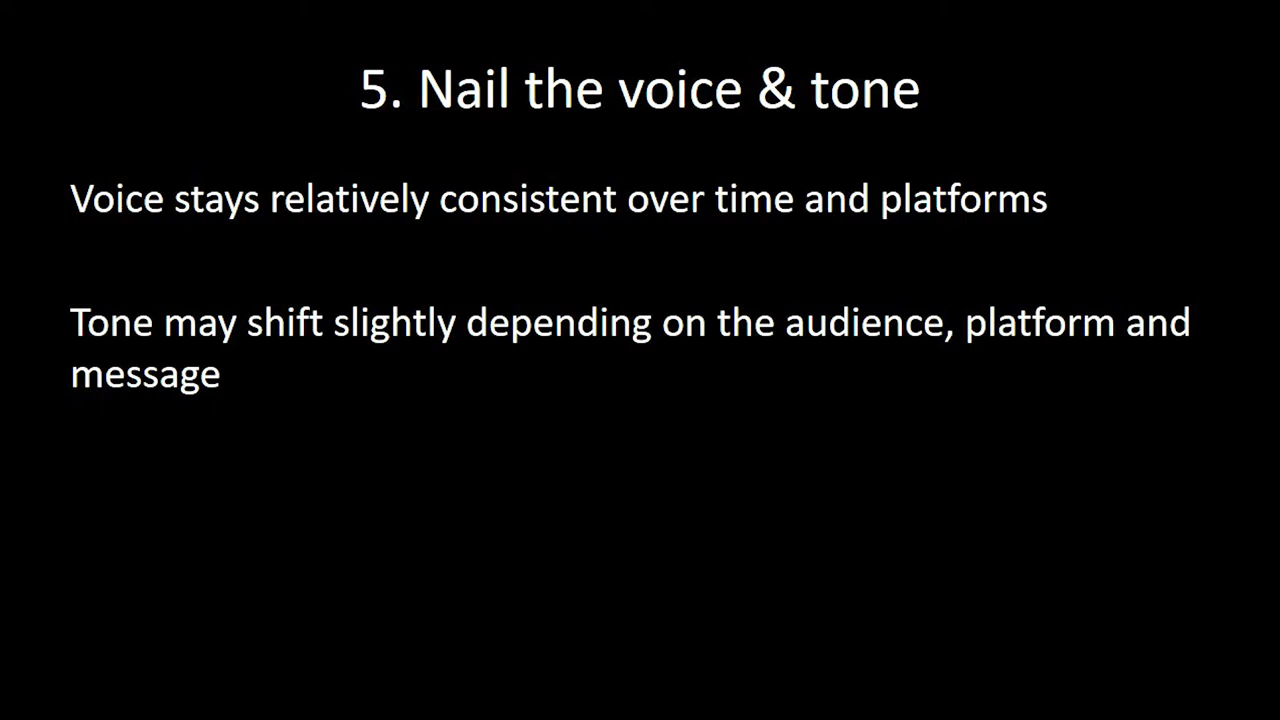 5. Nail the voice & tone
Voice stays relatively consistent over time and platforms
Tone may shift slightly depending on the audience, platform and
message